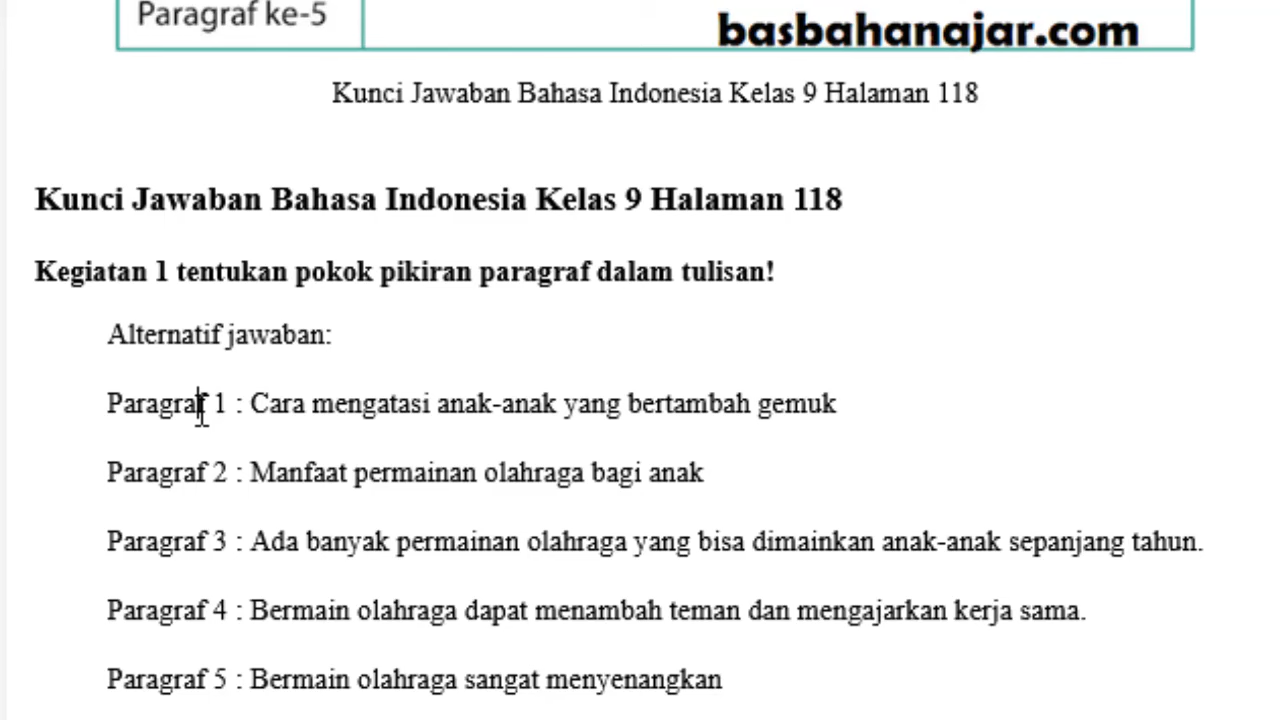 Paragraf ke-5
basbahanajar.com
Kunci Jawaban Bahasa Indonesia Kelas 9 Halaman 118
Kunci Jawaban Bahasa Indonesia Kelas 9 Halaman 118
Kegiatan 1 tentukan pokok pikiran paragraf dalam tulisan!
Alternatif jawaban:
Paragraf 1 : Cara mengatasi anak-anak yang bertambah gemuk
Paragraf 2 : Manfaat permainan olahraga bagi anak
Paragraf 3 : Ada banyak permainan olahraga yang bisa dimainkan anak-anak sepanjang tahun.
Paragraf 4 : Bermain olahraga dapat menambah teman dan mengajarkan kerja sama.
Paragraf 5 : Bermain olahraga sangat menyenangkan